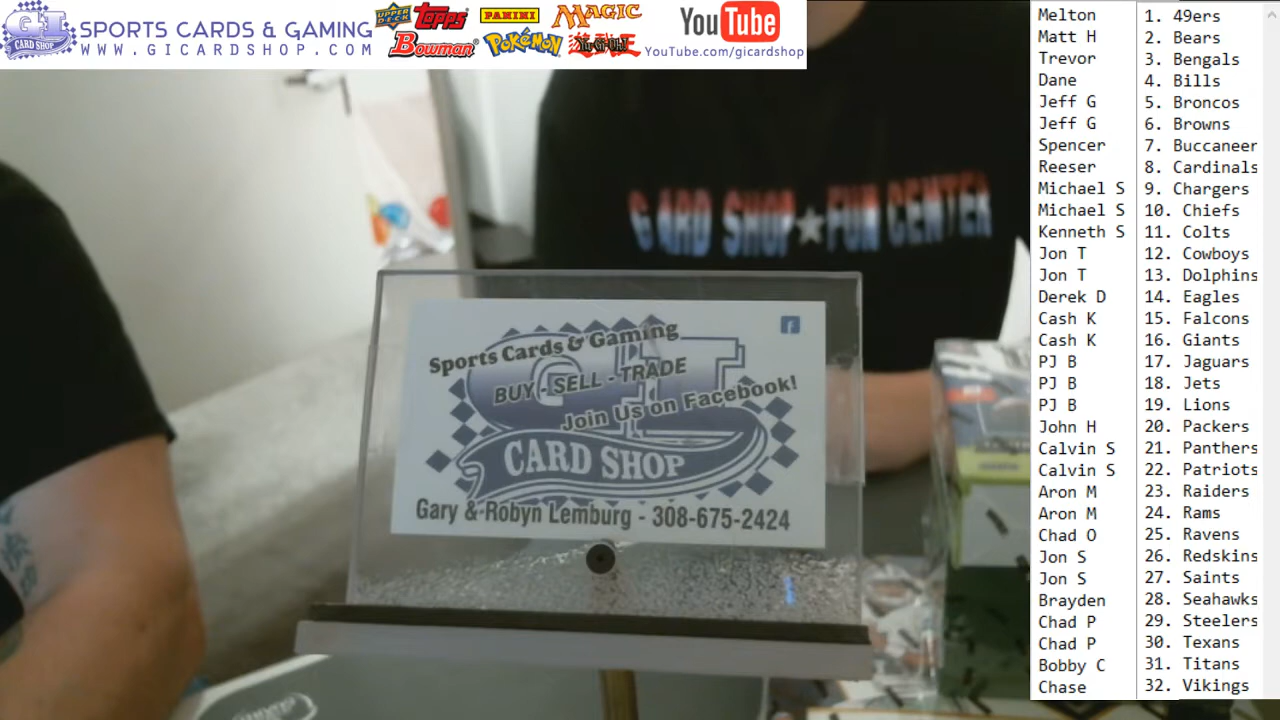 GI CARD SHOP
SPORTS CARDS & GAMING
WWW.GICARDSHOP.COM
UPPER DECK Topps PANINI MAGIC
Bowman Pokémon Yu-Gi-Oh!
YouTube
YouTube.com/gicardshop
CARD SHOP★FUN CENTER
Sports Cards & Gaming
BUY - SELL - TRADE
Join Us on Facebook!
CARD SHOP
Gary & Robyn Lemburg - 308-675-2424
Melton 1. 49ers
Matt H 2. Bears
Trevor 3. Bengals
Dane 4. Bills
Jeff G 5. Broncos
Jeff G 6. Browns
Spencer 7. Buccaneer
Reeser 8. Cardinals
Michael S 9. Chargers
Michael S 10. Chiefs
Kenneth S 11. Colts
Jon T 12. Cowboys
Jon T 13. Dolphins
Derek D 14. Eagles
Cash K 15. Falcons
Cash K 16. Giants
PJ B 17. Jaguars
PJ B 18. Jets
PJ B 19. Lions
John H 20. Packers
Calvin S 21. Panthers
Calvin S 22. Patriots
Aron M 23. Raiders
Aron M 24. Rams
Chad O 25. Ravens
Jon S 26. Redskins
Jon S 27. Saints
Brayden 28. Seahawks
Chad P 29. Steelers
Chad P 30. Texans
Bobby C 31. Titans
Chase 32. Vikings